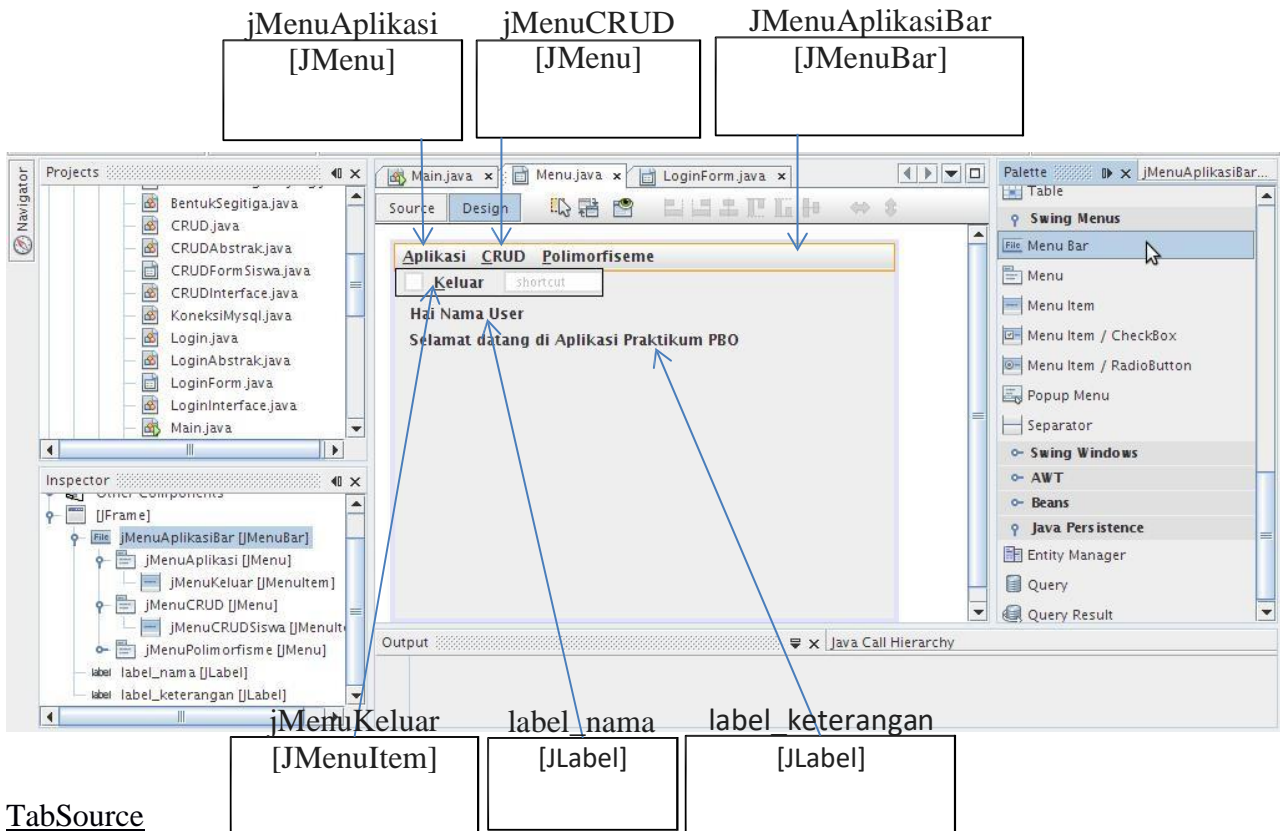 jMenuAplikasi
[JMenu]
jMenuCRUD
[JMenu]
JMenuAplikasiBar
[JMenuBar]
Navigator
Projects
BentukSegitiga.java
CRUD.java
CRUDAbstrak.java
CRUDFormSiswa.java
CRUDInterface.java
KoneksiMysql.java
Login.java
LoginAbstrak.java
LoginForm.java
LoginInterface.java
Main.java
Inspector
Other Components
[JFrame]
jMenuAplikasiBar [JMenuBar]
jMenuAplikasi [JMenu]
jMenuKeluar [JMenuItem]
jMenuCRUD [JMenu]
jMenuCRUDSiswa [JMenuIte
jMenuPolimorfisme [JMenu]
label label_nama [JLabel]
label label_keterangan [JLabel]
Main.java x
Menu.java x
LoginForm.java x
Source Design
Aplikasi CRUD Polimorfiseme
Keluar shortcut
Hai Nama User
Selamat datang di Aplikasi Praktikum PBO
Output
Java Call Hierarchy
Palette
jMenuAplikasiBar...
Table
Swing Menus
File Menu Bar
Menu
Menu Item
Menu Item / CheckBox
Menu Item / RadioButton
Popup Menu
Separator
Swing Windows
AWT
Beans
Java Persistence
Entity Manager
Query
Query Result
jMenuKeluar
[JMenuItem]
label_nama
[JLabel]
label_keterangan
[JLabel]
TabSource